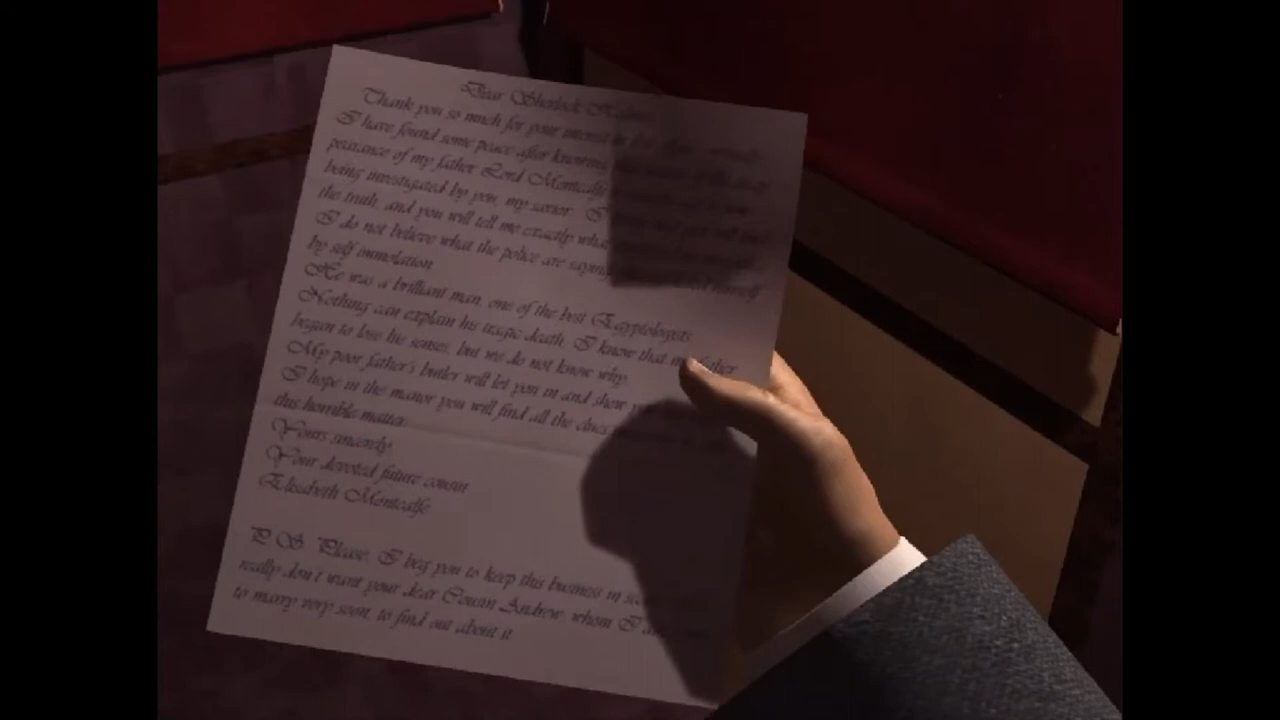 Dear Sherlock Holmes
Thank you so much for your interest in
I have found some peace after knowing
pearance of my father Lord Montcalfe
being investigated by you, my savior. I
the truth, and you will tell me exactly what
I do not believe what the police are saying himself
by self immolation
He was a brilliant man, one of the best Egyptologists
Nothing can explain his tragic death. I know that my father
began to lose his senses, but we do not know why.
My poor father's butler will let you in and show
I hope in the manor you will find all the clues
this horrible matter.
Yours sincerely
Your devoted future cousin
Elisabeth Montcalfe
P. S. Please, I beg you to keep this business in
really don't want your dear Cousin Andrew, whom I
to marry very soon, to find out about it